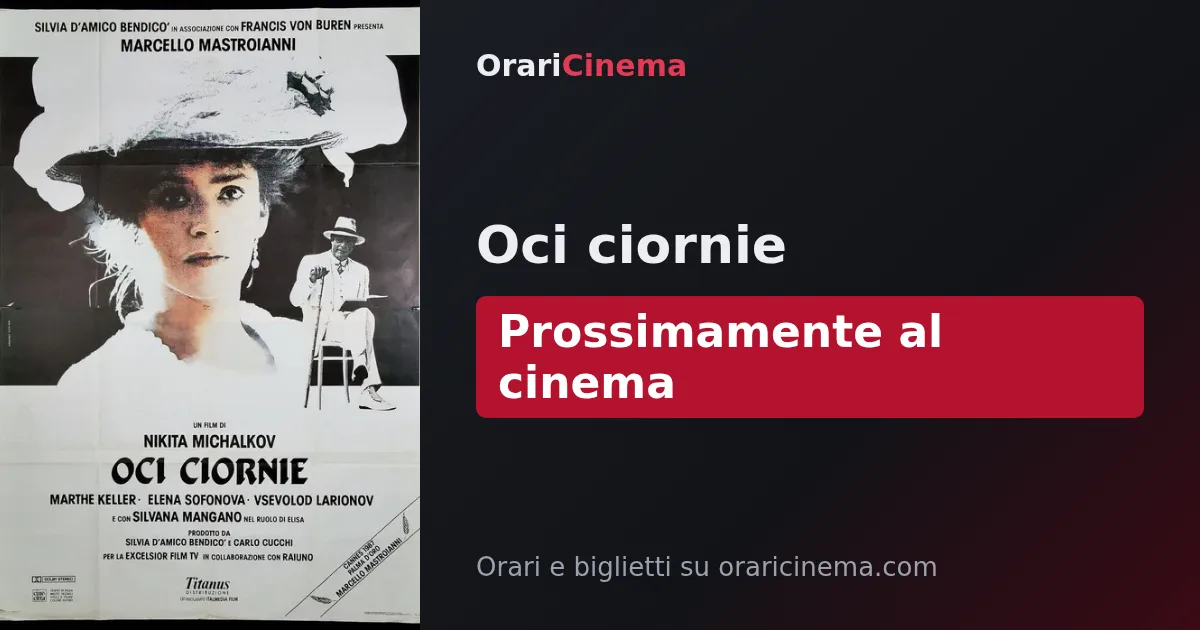 SILVIA D'AMICO BENDICO' IN ASSOCIAZIONE CON FRANCIS VON BUREN PRESENTA
MARCELLO MASTROIANNI
UN FILM DI
NIKITA MICHALKOV
OCI CIORNIE
MARTHE KELLER · ELENA SOFONOVA · VSEVOLOD LARIONOV
E CON SILVANA MANGANO NEL RUOLO DI ELISA
PRODOTTO DA
SILVIA D'AMICO BENDICO' E CARLO CUCCHI
PER LA EXCELSIOR FILM TV IN COLLABORAZIONE CON RAIUNO
DOLBY STEREO
Titanus
DISTRIBUZIONE
CANNES 1987
PALMA D'ORO
MARCELLO MASTROIANNI
OrariCinema
Oci ciornie
Prossimamente al
cinema
Orari e biglietti su oraricinema.com